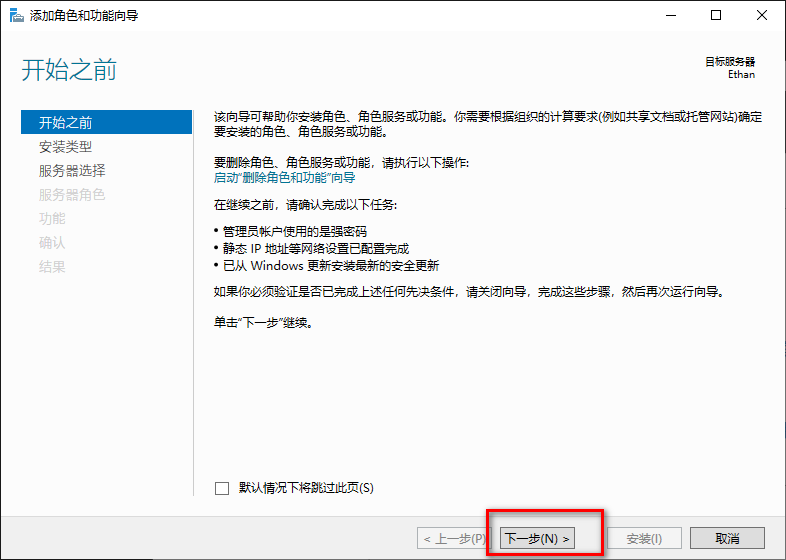 添加角色和功能向导
开始之前
目标服务器
Ethan
开始之前
安装类型
服务器选择
服务器角色
功能
确认
结果
该向导可帮助你安装角色、角色服务或功能。你需要根据组织的计算要求(例如共享文档或托管网站)确定
要安装的角色、角色服务或功能。
要删除角色、角色服务或功能，请执行以下操作:
启动“删除角色和功能”向导
在继续之前，请确认完成以下任务:
• 管理员帐户使用的是强密码
• 静态 IP 地址等网络设置已配置完成
• 已从 Windows 更新安装最新的安全更新
如果你必须验证是否已完成上述任何先决条件，请关闭向导，完成这些步骤，然后再次运行向导。
单击“下一步”继续。
默认情况下将跳过此页(S)
< 上一步(P) 下一步(N) > 安装(I) 取消